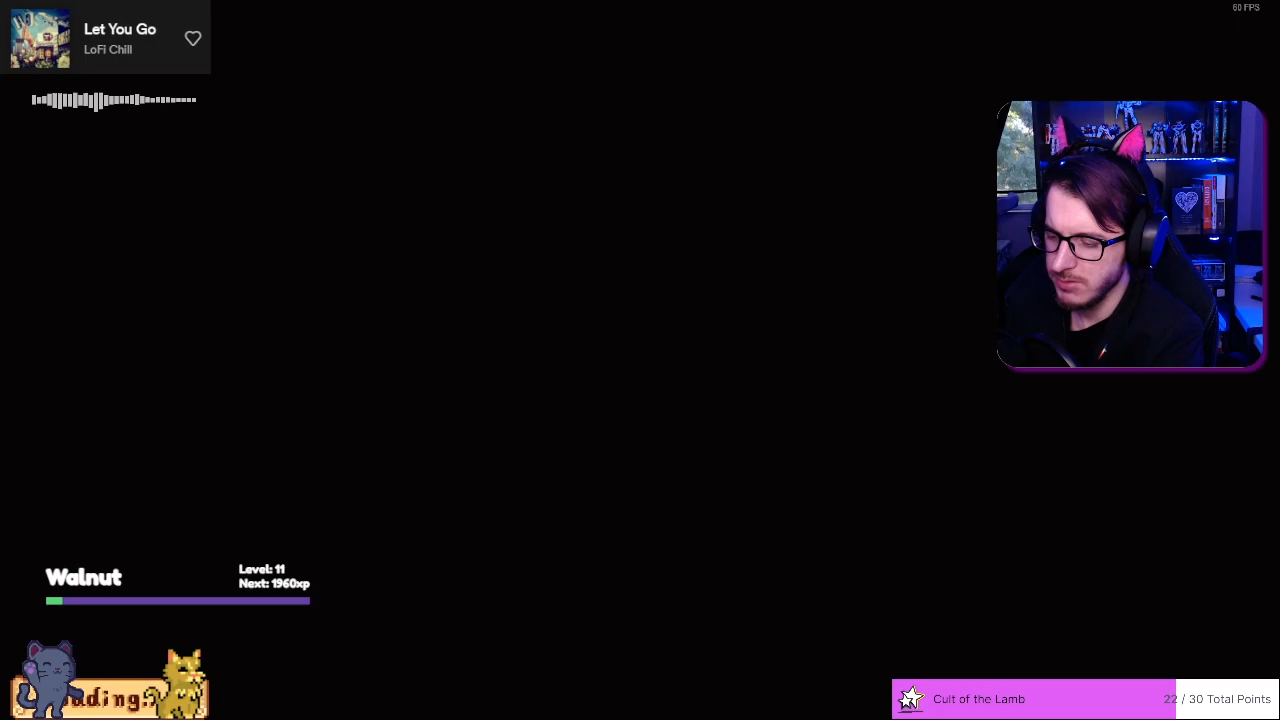 Let You Go
LoFi Chill
60 FPS
Walnut
Level: 11
Next: 1960xp
Cult of the Lamb
22 / 30 Total Points